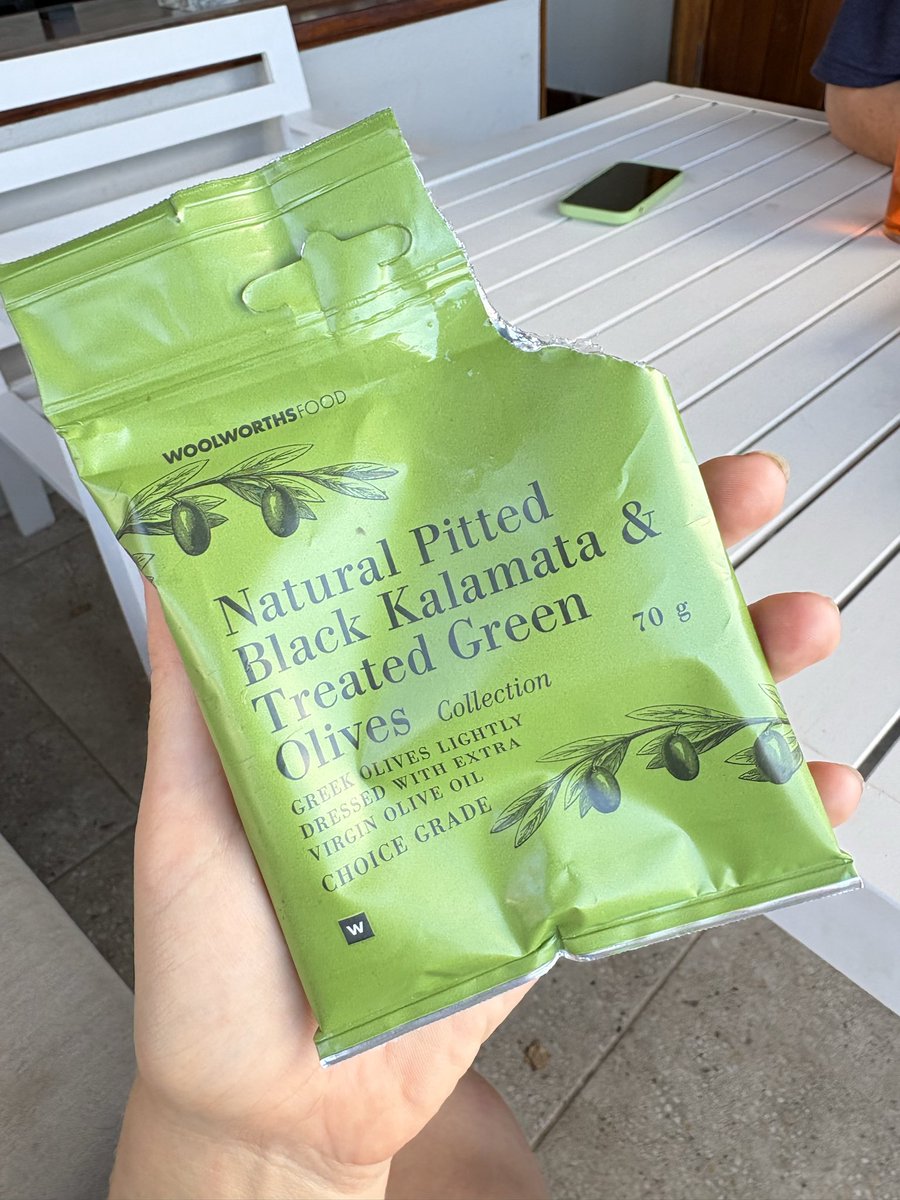 WOOLWORTHSFOOD
Natural Pitted
Black Kalamata &
Treated Green
Olives Collection
70 g
GREEK OLIVES LIGHTLY
DRESSED WITH EXTRA
VIRGIN OLIVE OIL
CHOICE GRADE
W